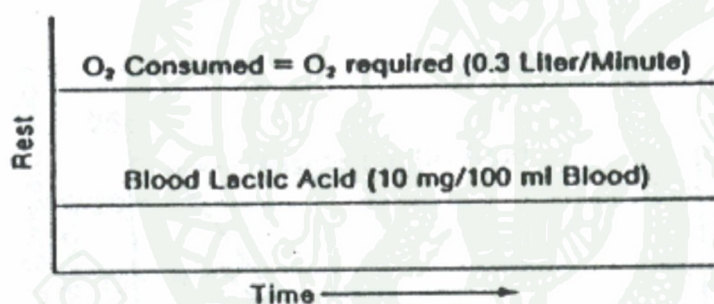 O₂ Consumed = O₂ required (0.3 Liter/Minute)
Rest
Blood Lactic Acid (10 mg/100 ml Blood)
Time